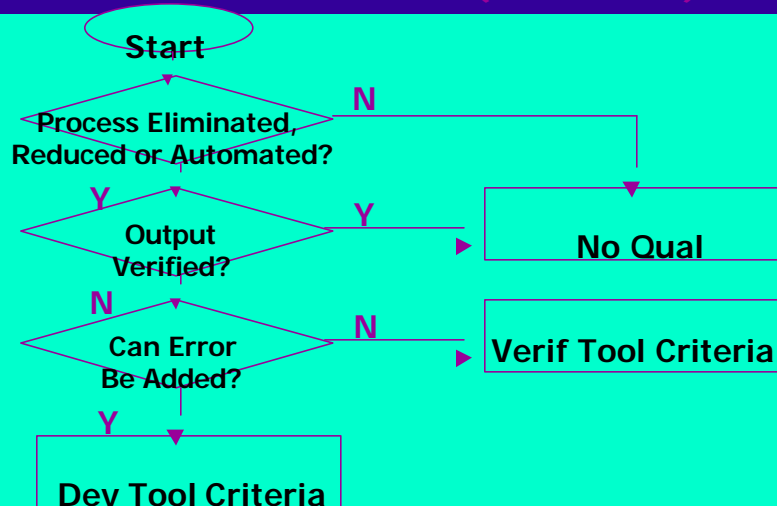 Start
N
Process Eliminated,
Reduced or Automated?
Y
Y
Output
Verified?
No Qual
N
N
Can Error
Be Added?
Verif Tool Criteria
Y
Dev Tool Criteria